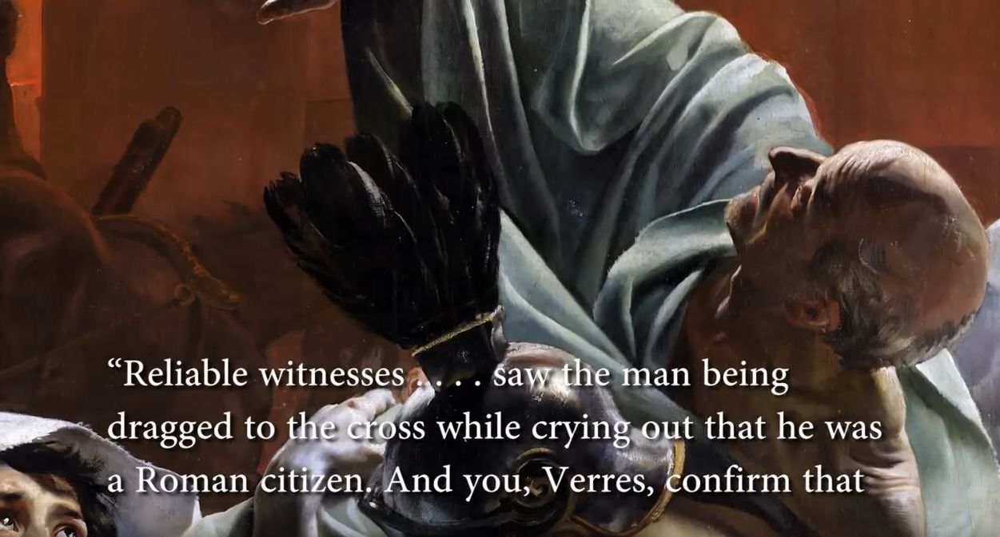 “Reliable witnesses . . . . saw the man being
dragged to the cross while crying out that he was
a Roman citizen. And you, Verres, confirm that